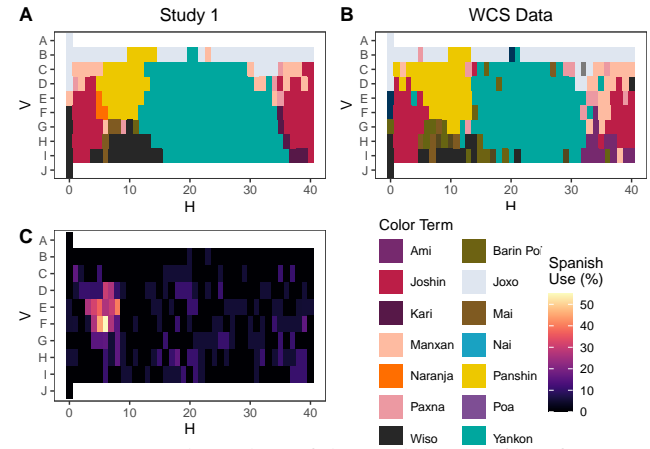 A Study 1
B WCS Data
A
B
C
D
E
F
G
H
I
J
V
0 10 20 30 40
H
A
B
C
D
E
F
G
H
I
J
V
0 10 20 30 40
H
C
A
B
C
D
E
F
G
H
I
J
V
0 10 20 30 40
H
Color Term
Ami Barin Po
Joshin Joxo
Kari Mai
Manxan Nai
Naranja Panshin
Paxna Poa
Wiso Yankon
Spanish
Use (%)
50
40
30
20
10
0